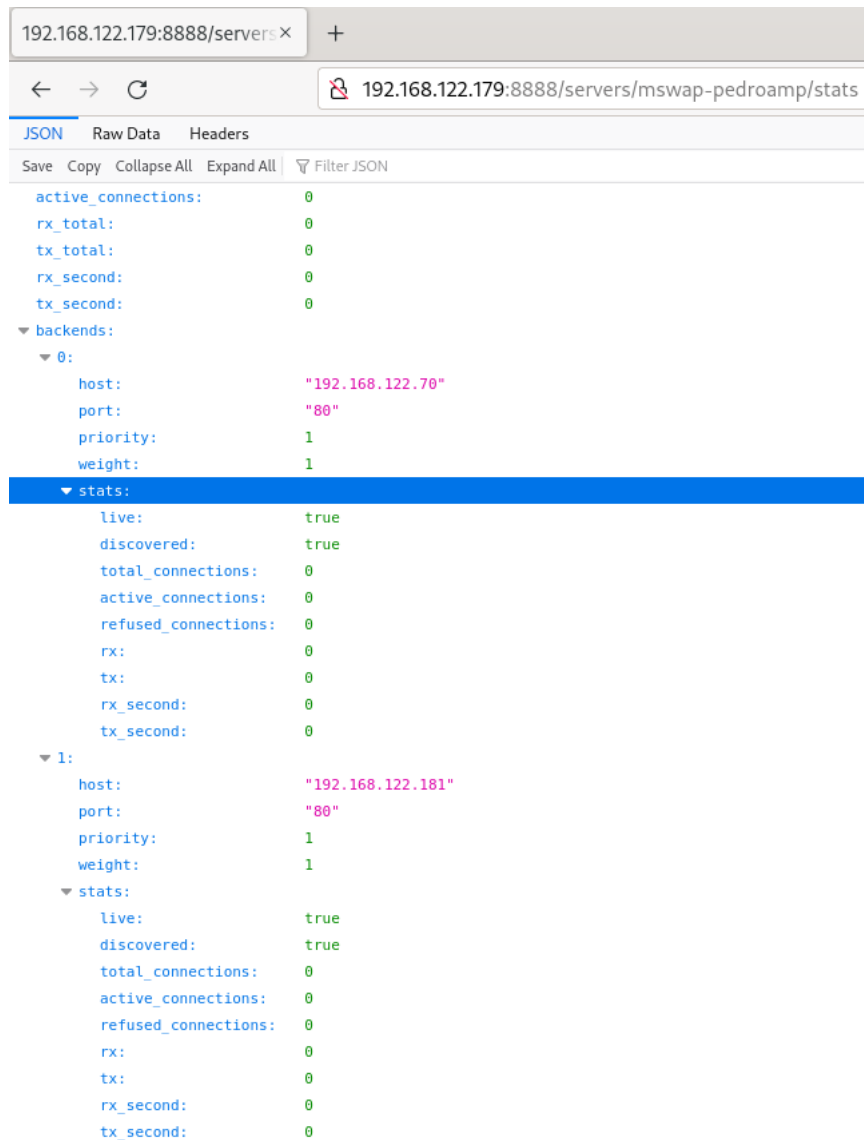 192.168.122.179:8888/servers × +
192.168.122.179:8888/servers/mswap-pedroamp/stats
JSON Raw Data Headers
Save Copy Collapse All Expand All Filter JSON
active_connections: 0
rx_total: 0
tx_total: 0
rx_second: 0
tx_second: 0
backends:
0:
host: "192.168.122.70"
port: "80"
priority: 1
weight: 1
stats:
live: true
discovered: true
total_connections: 0
active_connections: 0
refused_connections: 0
rx: 0
tx: 0
rx_second: 0
tx_second: 0
1:
host: "192.168.122.181"
port: "80"
priority: 1
weight: 1
stats:
live: true
discovered: true
total_connections: 0
active_connections: 0
refused_connections: 0
rx: 0
tx: 0
rx_second: 0
tx_second: 0